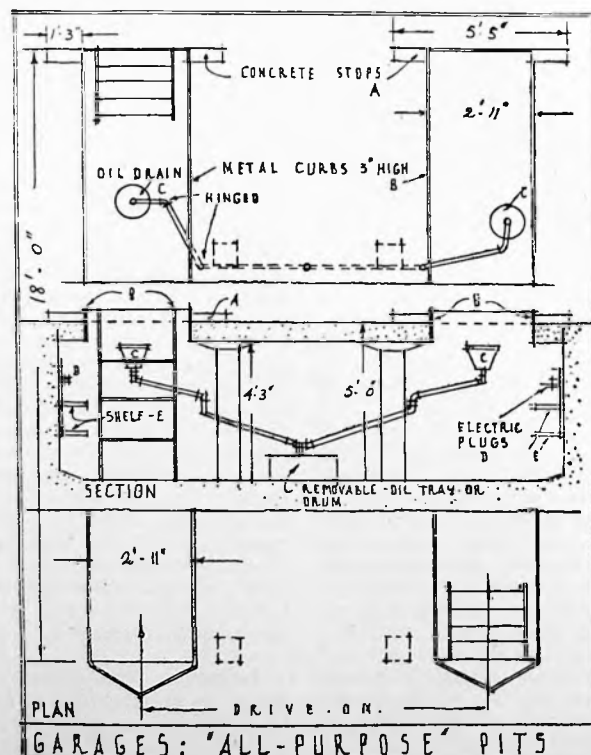 1'·3"
5'·5"
CONCRETE STOPS
A
2'·11"
OIL DRAIN
C
METAL CURBS 3" HIGH
B
HINGED
C
18'·0"
B
A
B
C
C
D
4'·3"
5'·0"
SHELF-E
ELECTRIC
PLUGS
D
E
SECTION
C REMOVABLE-OIL TRAY OR
DRUM
2'·11"
PLAN
DRIVE·ON·
GARAGES: "ALL-PURPOSE" PITS